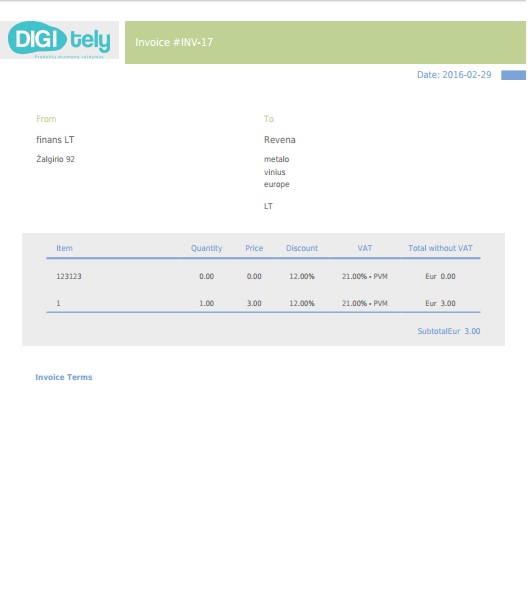 DIGI tely
Produktų duomenų valdymas
Invoice #INV-17
Date: 2016-02-29
From
To
finans LT
Revena
Žalgirio 92
metalo
vinius
europe
LT
Item Quantity Price Discount VAT Total without VAT
123123 0.00 0.00 12.00% 21.00% • PVM Eur 0.00
1 1.00 3.00 12.00% 21.00% • PVM Eur 3.00
SubtotalEur 3.00
Invoice Terms